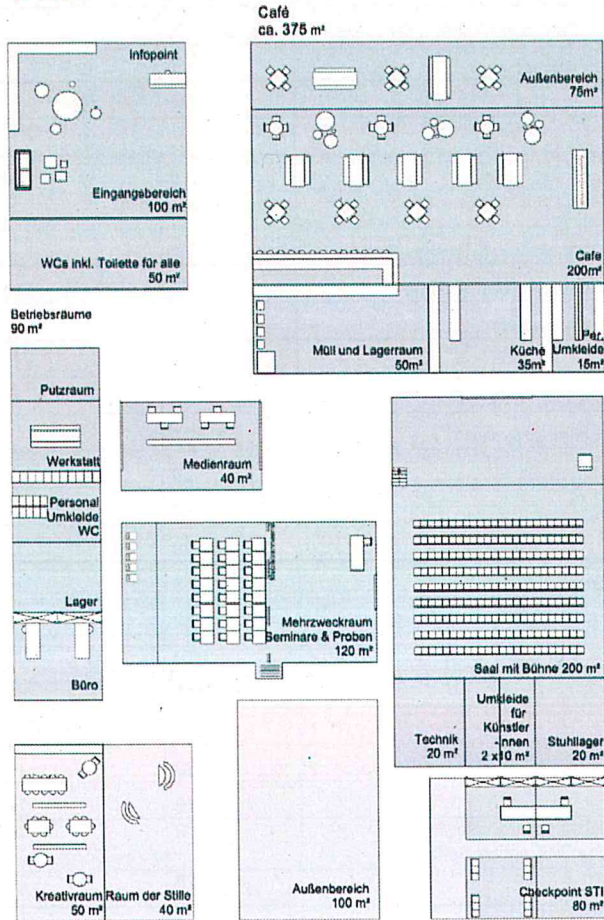 Café
ca. 375 m²
Infopoint
Eingangsbereich
100 m²
WCs inkl. Toilette für alle
50 m²
Außenbereich
75m²
Cafe
200m²
Müll und Lagerraum
50m²
Küche
35m²
Per.
Umkleide
15m²
Betriebsräume
90 m²
Putzraum
Werkstatt
Personal
Umkleide
WC
Lager
Büro
Medienraum
40 m²
Mehrzweckraum
Seminare & Proben
120 m²
Saal mit Bühne 200 m²
Technik
20 m²
Umkleide
für
Künstler
-innen
2 x10 m²
Stuhllager
20 m²
Kreativraum
50 m²
Raum der Stille
40 m²
Außenbereich
100 m²
Checkpoint STI
80 m²